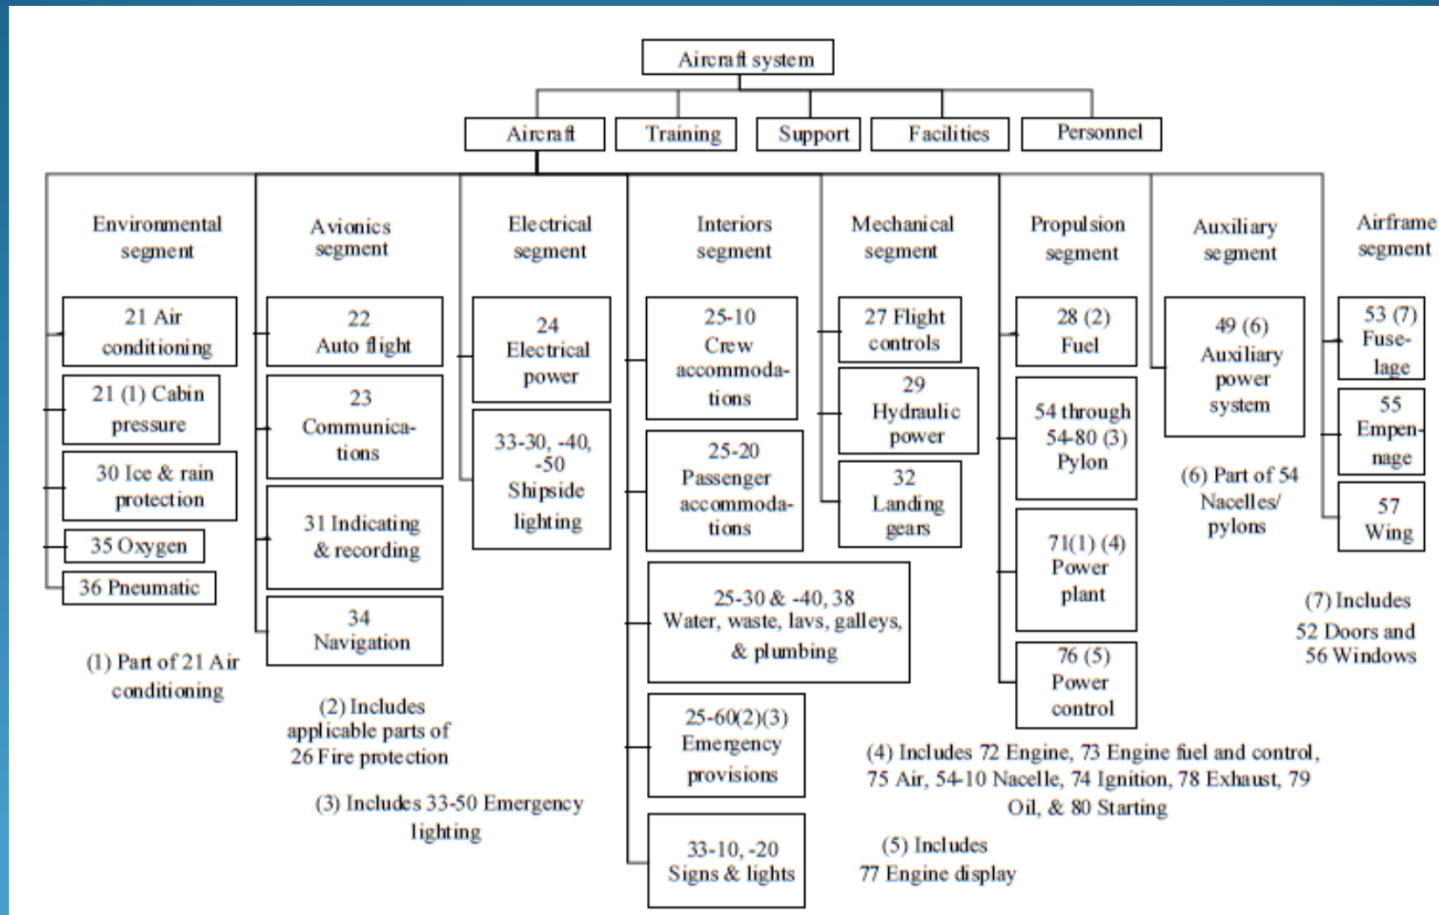 Aircraft system
Aircraft
Training
Support
Facilities
Personnel
Environmental
segment
21 Air
conditioning
21 (1) Cabin
pressure
30 Ice & rain
protection
35 Oxygen
36 Pneumatic
(1) Part of 21 Air
conditioning
Avionics
segment
22
Auto flight
23
Communica-
tions
31 Indicating
& recording
34
Navigation
(2) Includes
applicable parts of
26 Fire protection
(3) Includes 33-50 Emergency
lighting
Electrical
segment
24
Electrical
power
33-30, -40,
-50
Shipside
lighting
Interiors
segment
25-10
Crew
accommoda-
tions
25-20
Passenger
accommoda-
tions
25-30 & -40, 38
Water, waste, lavs, galleys,
& plumbing
25-60(2)(3)
Emergency
provisions
33-10, -20
Signs & lights
Mechanical
segment
27 Flight
controls
29
Hydraulic
power
32
Landing
gears
Propulsion
segment
28 (2)
Fuel
54 through
54-80 (3)
Pylon
71(1) (4)
Power
plant
76 (5)
Power
control
(4) Includes 72 Engine, 73 Engine fuel and control,
75 Air, 54-10 Nacelle, 74 Ignition, 78 Exhaust, 79
Oil, & 80 Starting
(5) Includes
77 Engine display
Auxiliary
segment
49 (6)
Auxiliary
power
system
(6) Part of 54
Nacelles/
pylons
Airframe
segment
53 (7)
Fuse-
lage
55
Empen-
nage
57
Wing
(7) Includes
52 Doors and
56 Windows